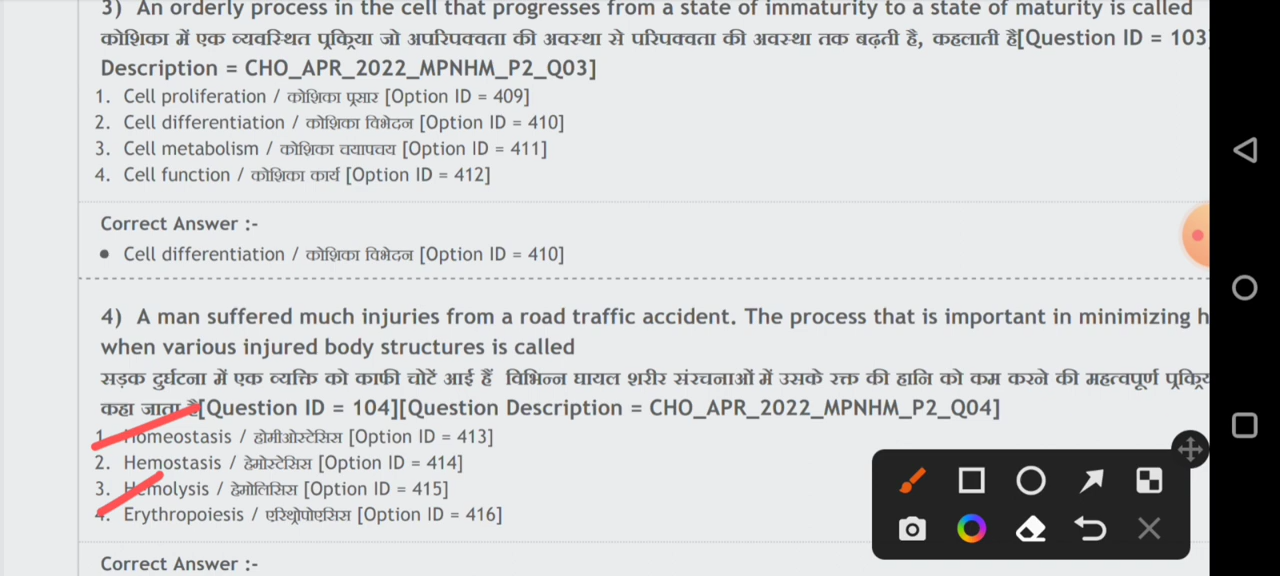 3) An orderly process in the cell that progresses from a state of immaturity to a state of maturity is called
कोशिका में एक व्यवस्थित प्रक्रिया जो अपरिपक्वता की अवस्था से परिपक्वता की अवस्था तक बढ़ती है, कहलाती है[Question ID = 103]
Description = CHO_APR_2022_MPNHM_P2_Q03]
1. Cell proliferation / कोशिका प्रसार [Option ID = 409]
2. Cell differentiation / कोशिका विभेदन [Option ID = 410]
3. Cell metabolism / कोशिका चयापचय [Option ID = 411]
4. Cell function / कोशिका कार्य [Option ID = 412]
Correct Answer :-
• Cell differentiation / कोशिका विभेदन [Option ID = 410]
4) A man suffered much injuries from a road traffic accident. The process that is important in minimizing h
when various injured body structures is called
सड़क दुर्घटना में एक व्यक्ति को काफी चोटें आई हैं विभिन्न घायल शरीर संरचनाओं में उसके रक्त की हानि को कम करने की महत्वपूर्ण
कहा जाता है[Question ID = 104][Question Description = CHO_APR_2022_MPNHM_P2_Q04]
1. Homeostasis / होमीओस्टेसिस [Option ID = 413]
2. Hemostasis / हेमोस्टेसिस [Option ID = 414]
3. Hemolysis / हेमोलिसिस [Option ID = 415]
4. Erythropoiesis / एरिथ्रोपोएसिस [Option ID = 416]
Correct Answer :-